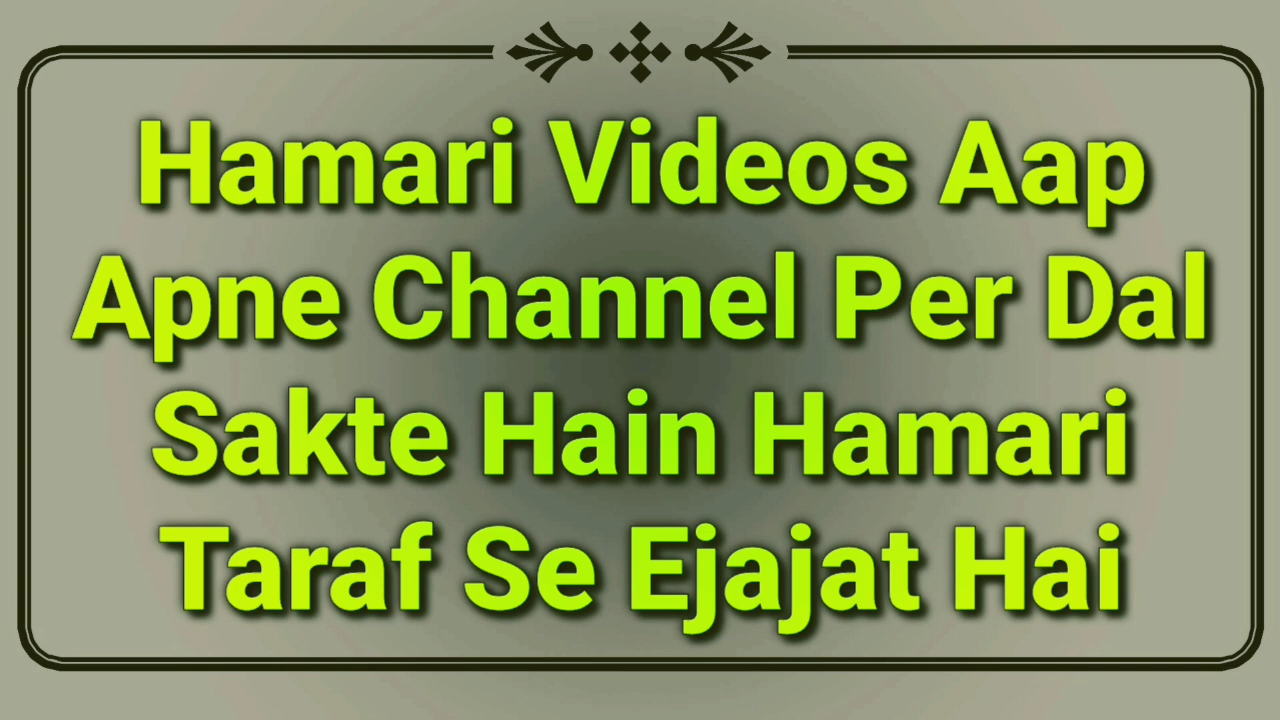 Hamari Videos Aap
Apne Channel Per Dal
Sakte Hain Hamari
Taraf Se Ejajat Hai